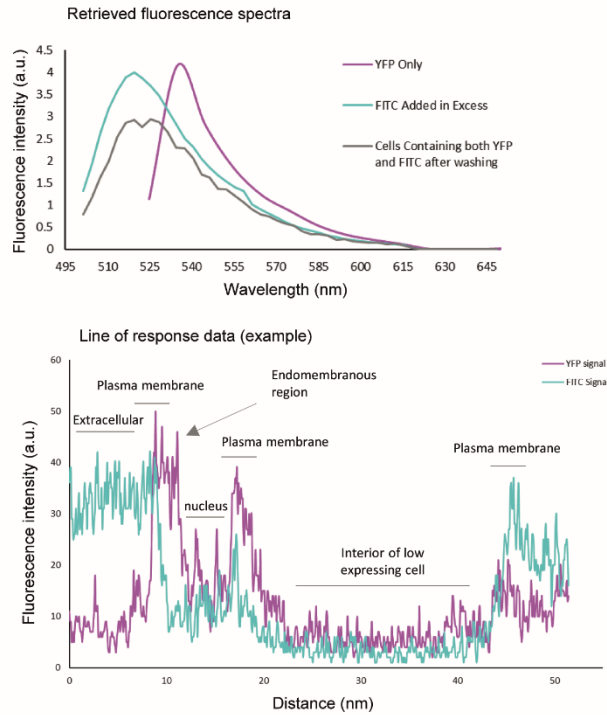 Retrieved fluorescence spectra
Fluorescence intensity (a.u.)
5
4.5
4
3.5
3
2.5
2
1.5
1
0.5
0
YFP Only
FITC Added in Excess
Cells Containing both YFP
and FITC after washing
495 510 525 540 555 570 585 600 615 630 645
Wavelength (nm)
Line of response data (example)
Fluorescence intensity (a.u.)
60
50
40
30
20
10
0
YFP signal
FITC Signal
Plasma membrane
Endomembranous
region
Extracellular
Plasma membrane
Plasma membrane
nucleus
Interior of low
expressing cell
0 10 20 30 40 50
Distance (nm)